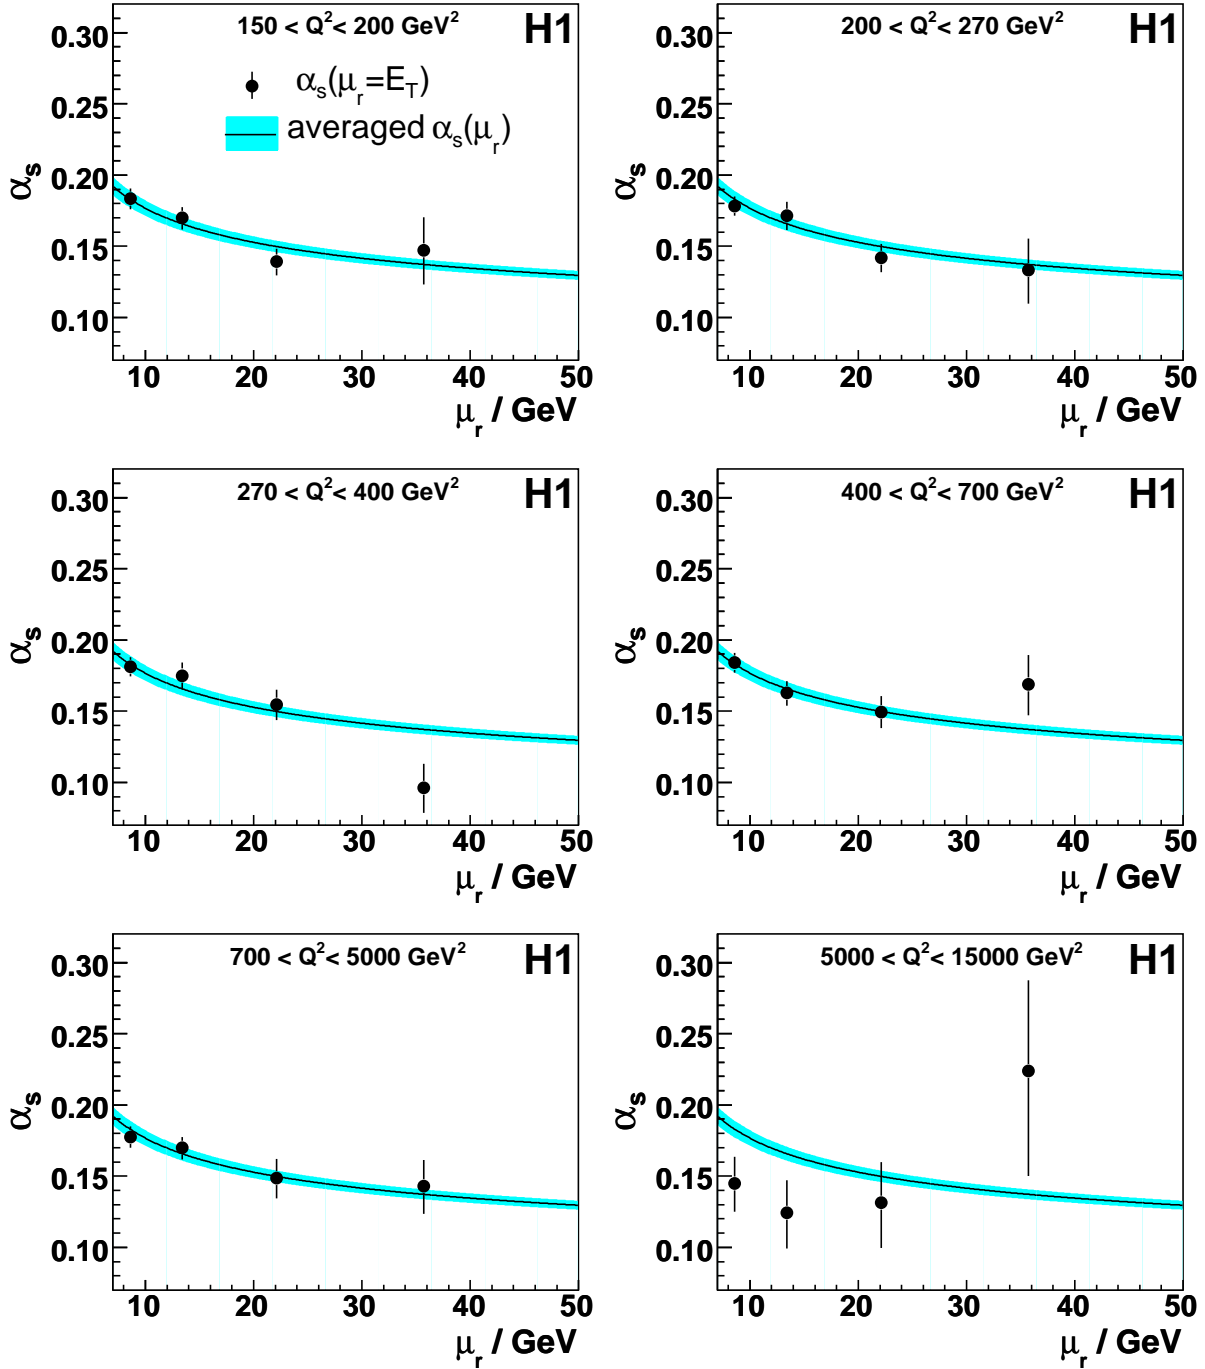 150 < Q²< 200 GeV² H1
αs(μr=ET)
averaged αs(μr)
0.30
0.25
0.20
0.15
0.10
αs
10 20 30 40 50
μr / GeV
200 < Q²< 270 GeV² H1
0.30
0.25
0.20
0.15
0.10
αs
10 20 30 40 50
μr / GeV
270 < Q²< 400 GeV² H1
0.30
0.25
0.20
0.15
0.10
αs
10 20 30 40 50
μr / GeV
400 < Q²< 700 GeV² H1
0.30
0.25
0.20
0.15
0.10
αs
10 20 30 40 50
μr / GeV
700 < Q²< 5000 GeV² H1
0.30
0.25
0.20
0.15
0.10
αs
10 20 30 40 50
μr / GeV
5000 < Q²< 15000 GeV² H1
0.30
0.25
0.20
0.15
0.10
αs
10 20 30 40 50
μr / GeV